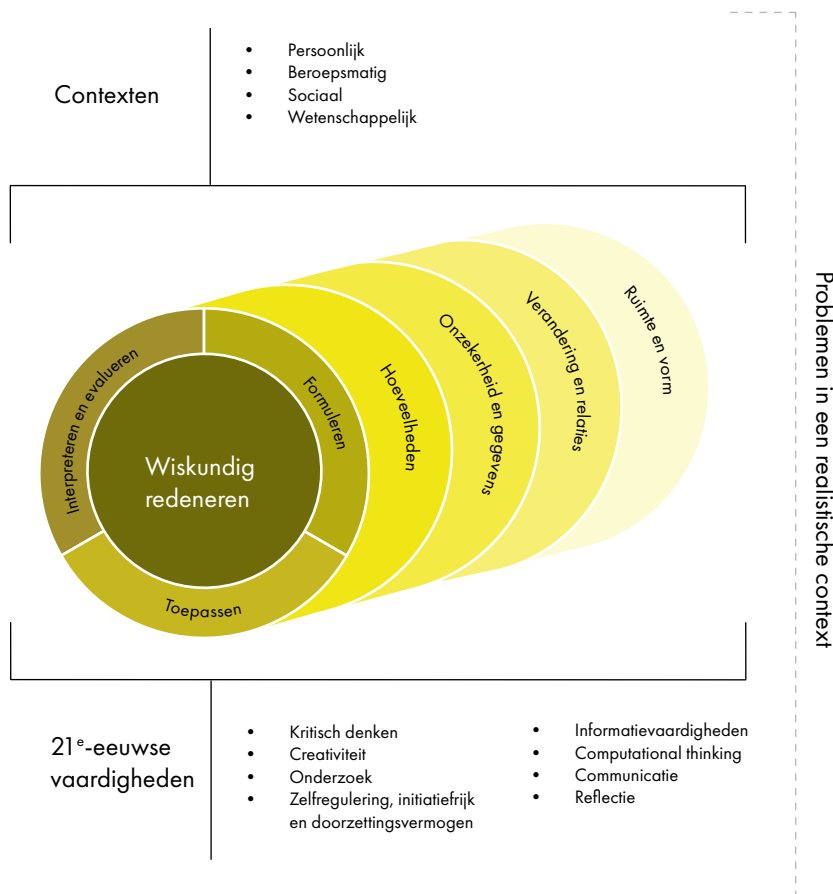 Contexten
• Persoonlijk
• Beroepsmatig
• Sociaal
• Wetenschappelijk
Interpreteren en evalueren
Formuleren
Toepassen
Wiskundig
redeneren
Hoeveelheden
Onzekerheid en gegevens
Verandering en relaties
Ruimte en vorm
Problemen in een realistische context
21e-eeuwse
vaardigheden
• Kritisch denken
• Creativiteit
• Onderzoek
• Zelfregulering, initiatiefrijk
en doorzettingsvermogen
• Informatievaardigheden
• Computational thinking
• Communicatie
• Reflectie